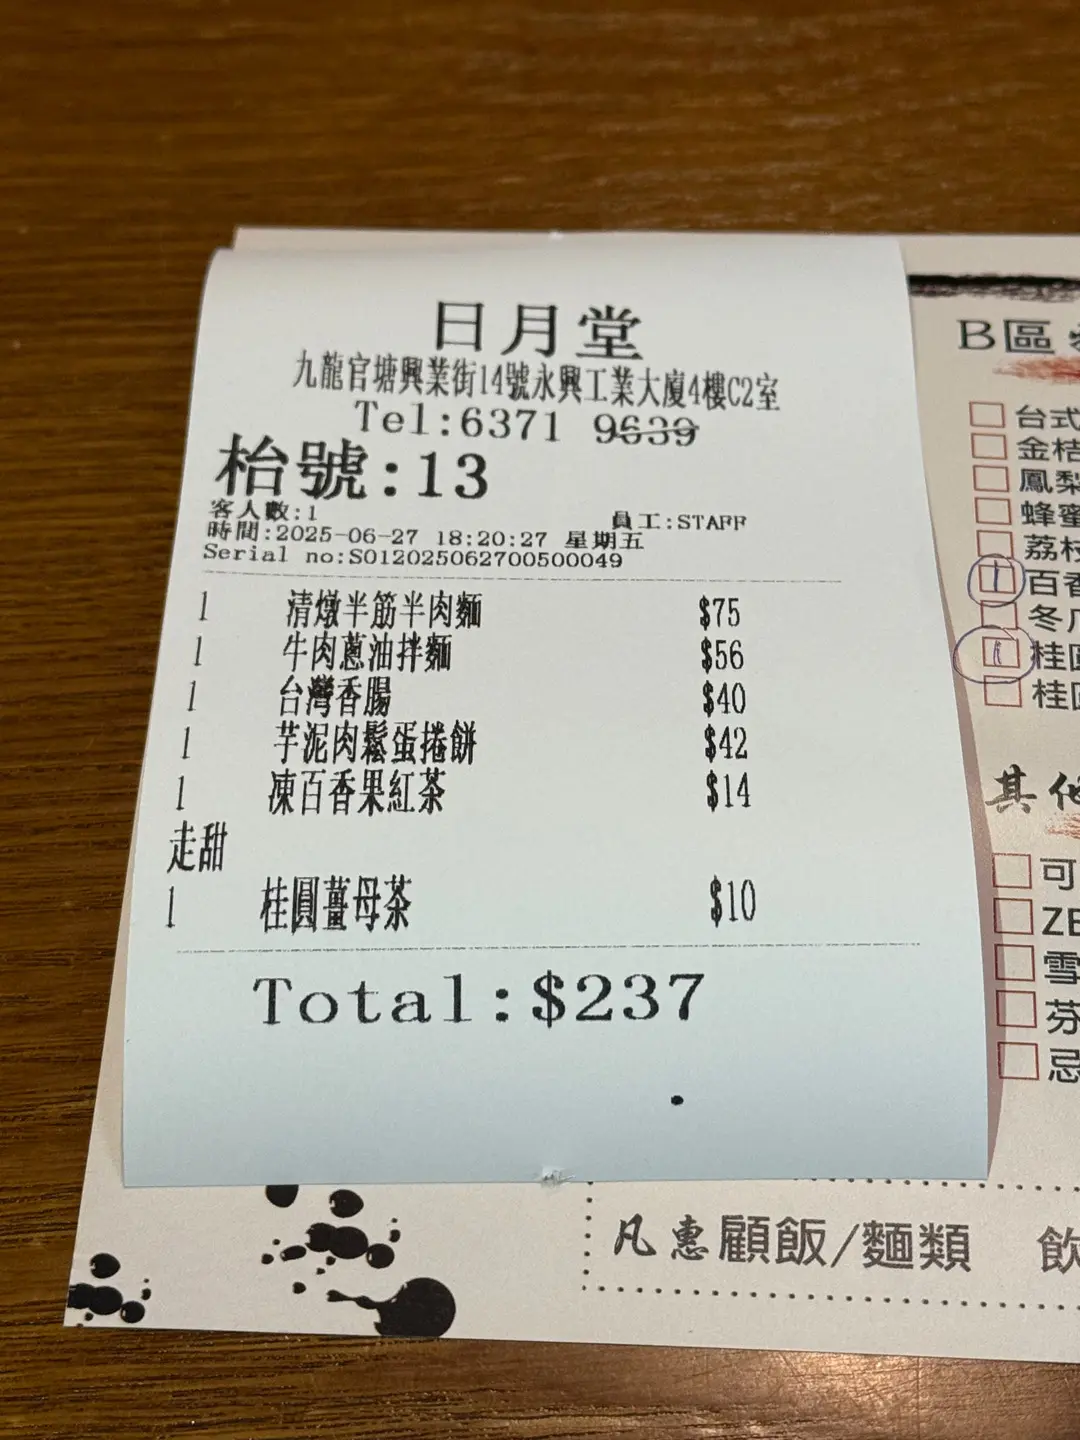 日月堂
九龍官塘興業街14號永興工業大廈4樓C2室
Tel:6371 9639
枱號:13
客人數:1 員工:STAFF
時間:2025-06-27 18:20:27 星期五
Serial no:S012025062700500049
1 清燉半筋半肉麵 $75
1 牛肉蔥油拌麵 $56
1 台灣香腸 $40
1 芋泥肉鬆蛋捲餅 $42
1 凍百香果紅茶 $14
走甜
1 桂圓薑母茶 $10
Total:$237
B區
台式
金桔
鳳梨
蜂蜜
荔枝
1 百香
冬瓜
1 桂圓
桂圓
其他
可
ZE
雪
芬
忌
凡惠顧飯/麵類 飲